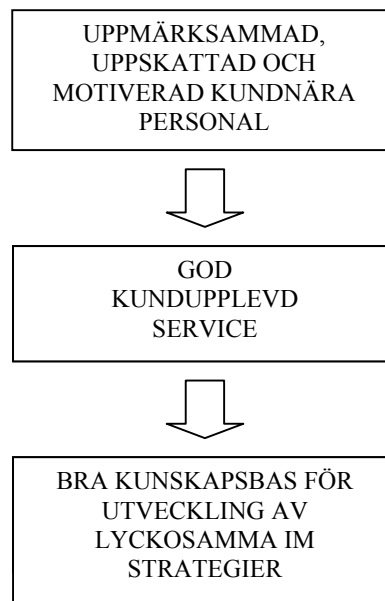 UPPMÄRKSAMMAD,
UPPSKATTAD OCH
MOTIVERAD KUNDNÄRA
PERSONAL
GOD
KUNDUPPLEVD
SERVICE
BRA KUNSKAPSBAS FÖR
UTVECKLING AV
LYCKOSAMMA IM
STRATEGIER